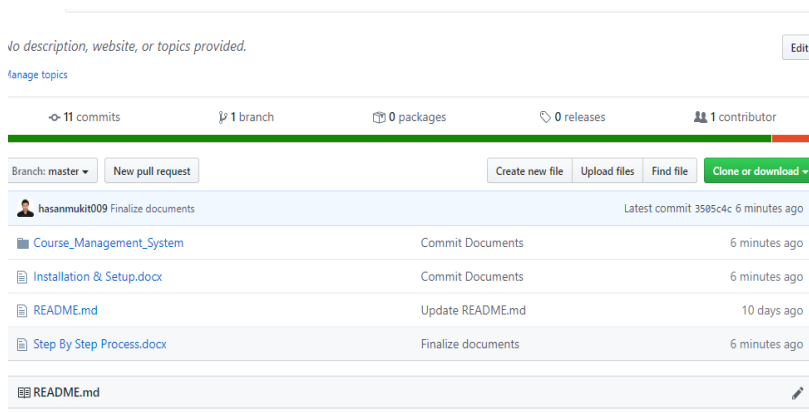 No description, website, or topics provided.
Edit
Manage topics
11 commits 1 branch 0 packages 0 releases 1 contributor
Branch: master New pull request Create new file Upload files Find file Clone or download
hasanmukit009 Finalize documents Latest commit 3505c4c 6 minutes ago
Course_Management_System Commit Documents 6 minutes ago
Installation & Setup.docx Commit Documents 6 minutes ago
README.md Update README.md 10 days ago
Step By Step Process.docx Finalize documents 6 minutes ago
README.md